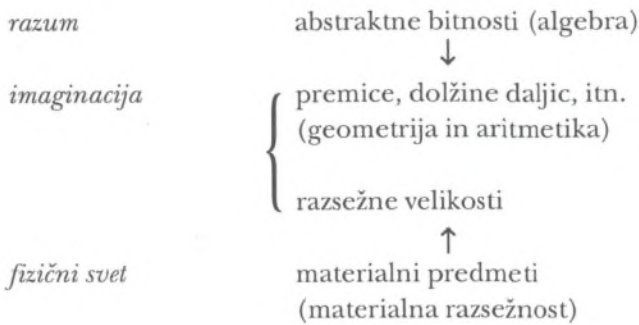 razum abstraktne bitnosti (algebra)
↓
imaginacija premice, dolžine daljic, itn.
(geometrija in aritmetika)
razsežne velikosti
↑
fizični svet materialni predmeti
(materialna razsežnost)